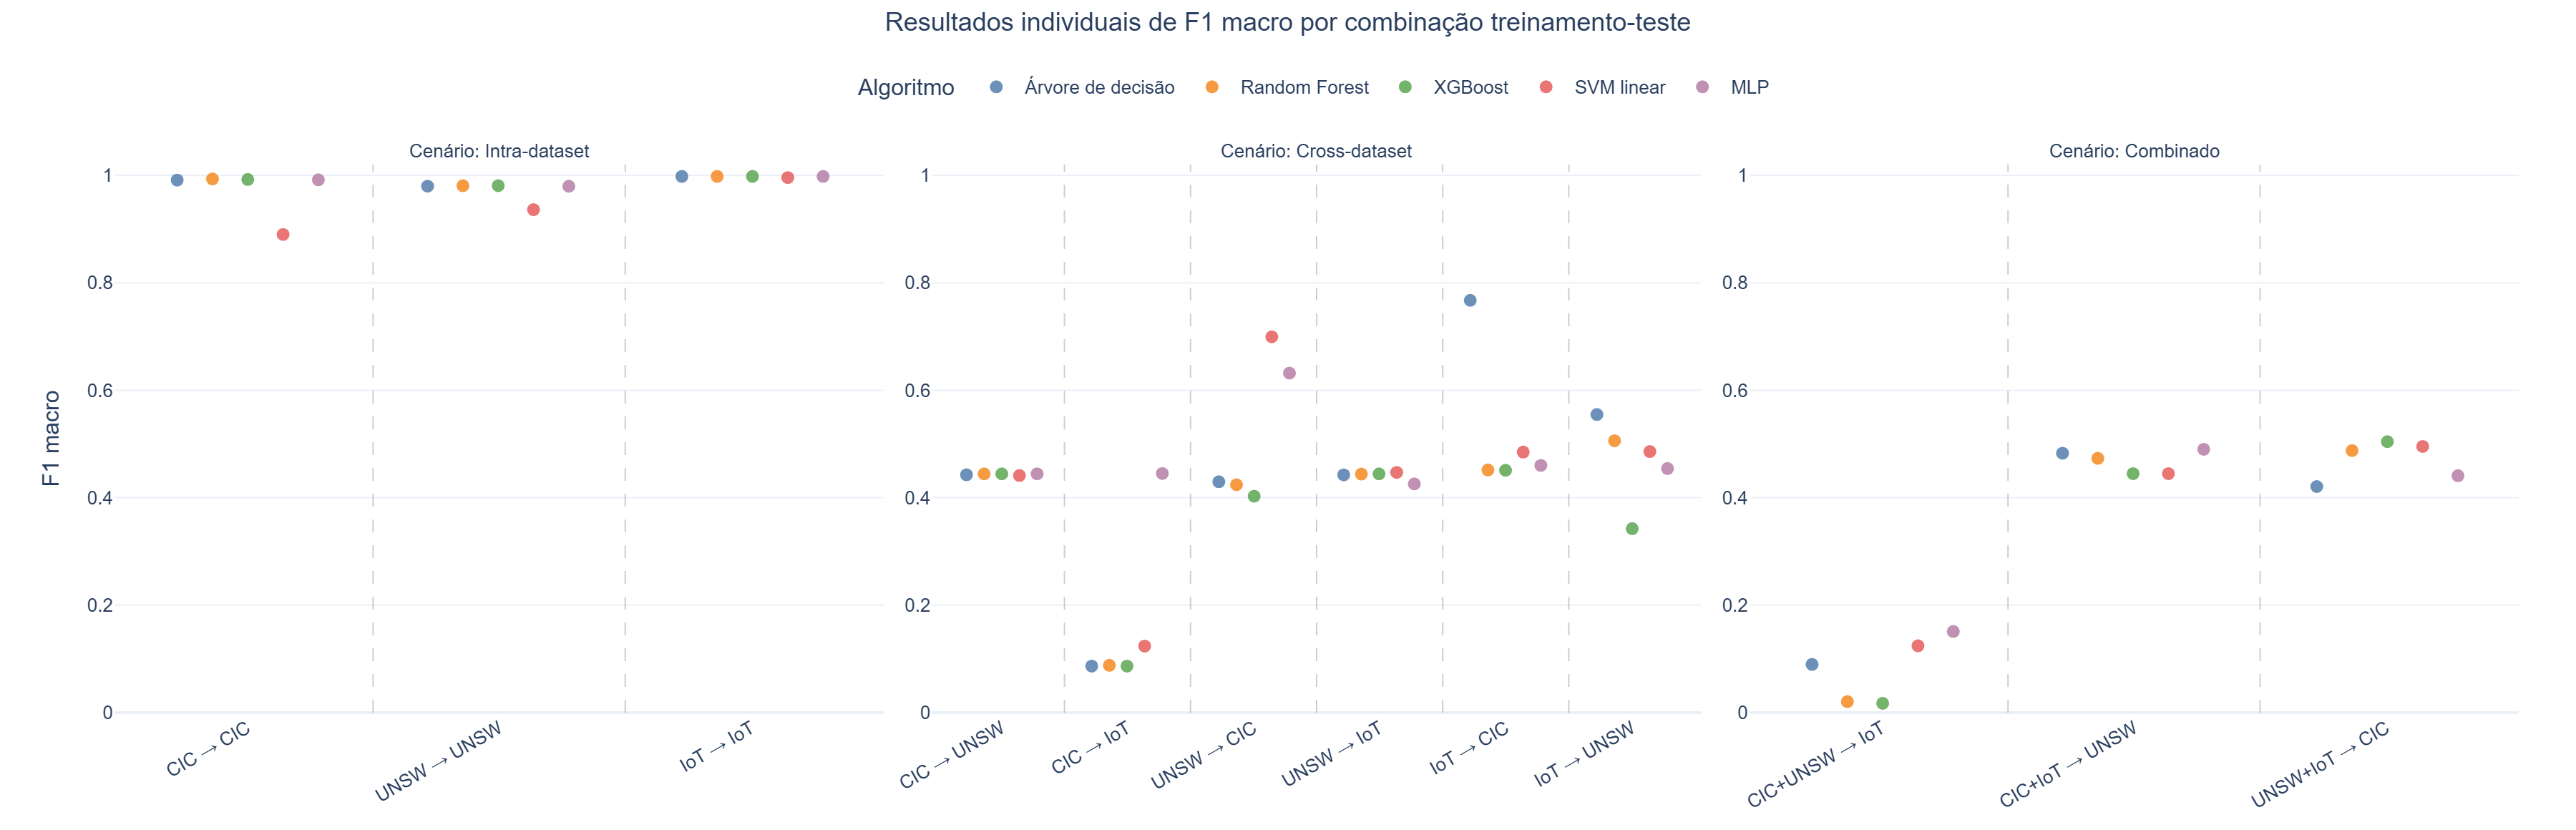 Resultados individuais de F1 macro por combinação treinamento-teste
Algoritmo Árvore de decisão Random Forest XGBoost SVM linear MLP
Cenário: Intra-dataset
Cenário: Cross-dataset
Cenário: Combinado
F1 macro
1
0.8
0.6
0.4
0.2
0
CIC → CIC
UNSW → UNSW
IoT → IoT
1
0.8
0.6
0.4
0.2
0
CIC → UNSW
CIC → IoT
UNSW → CIC
UNSW → IoT
IoT → CIC
IoT → UNSW
1
0.8
0.6
0.4
0.2
0
CIC+UNSW → IoT
CIC+IoT → UNSW
UNSW+IoT → CIC